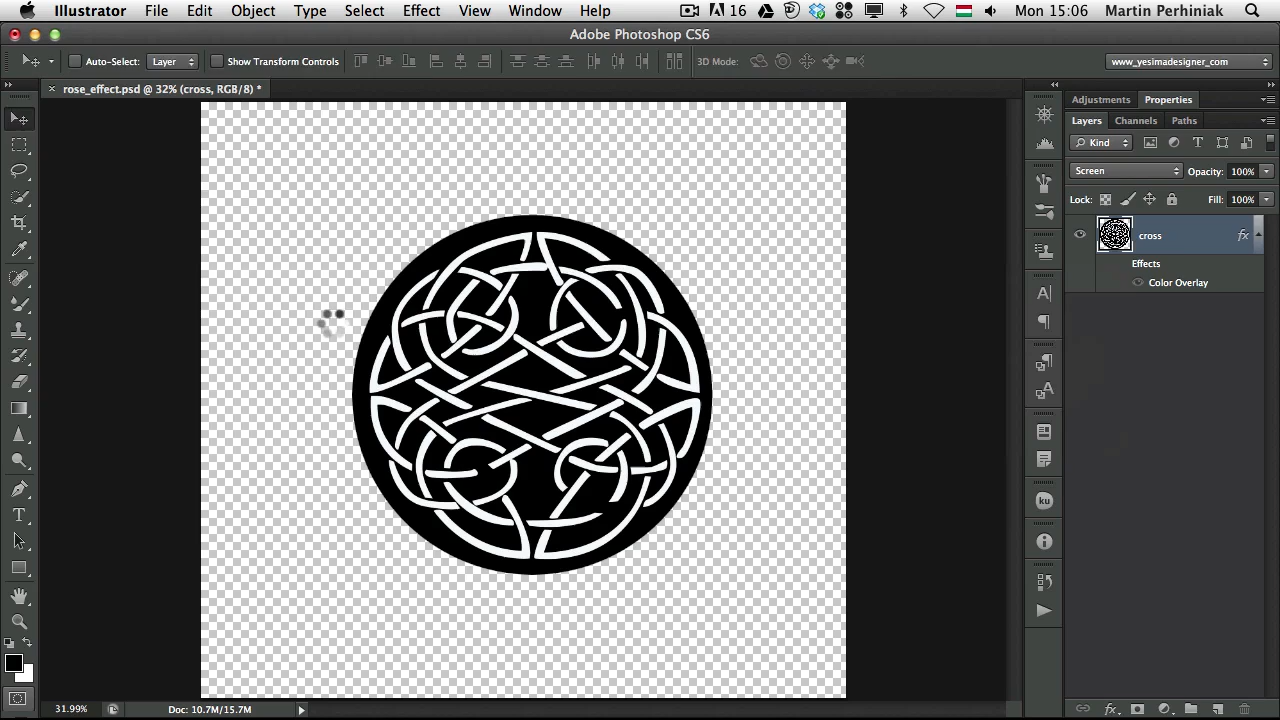 Illustrator File Edit Object Type Select Effect View Window Help 16 Mon 15:06 Martin Perhiniak
Adobe Photoshop CS6
Auto-Select: Layer Show Transform Controls 3D Mode: www_yesimadesigner_com
rose_effect.psd @ 32% (cross, RGB/8) *
Adjustments Properties
Layers Channels Paths
Kind
Screen Opacity: 100%
Lock: Fill: 100%
cross fx
Effects
Color Overlay
ku
31.99% Doc: 10.7M/15.7M